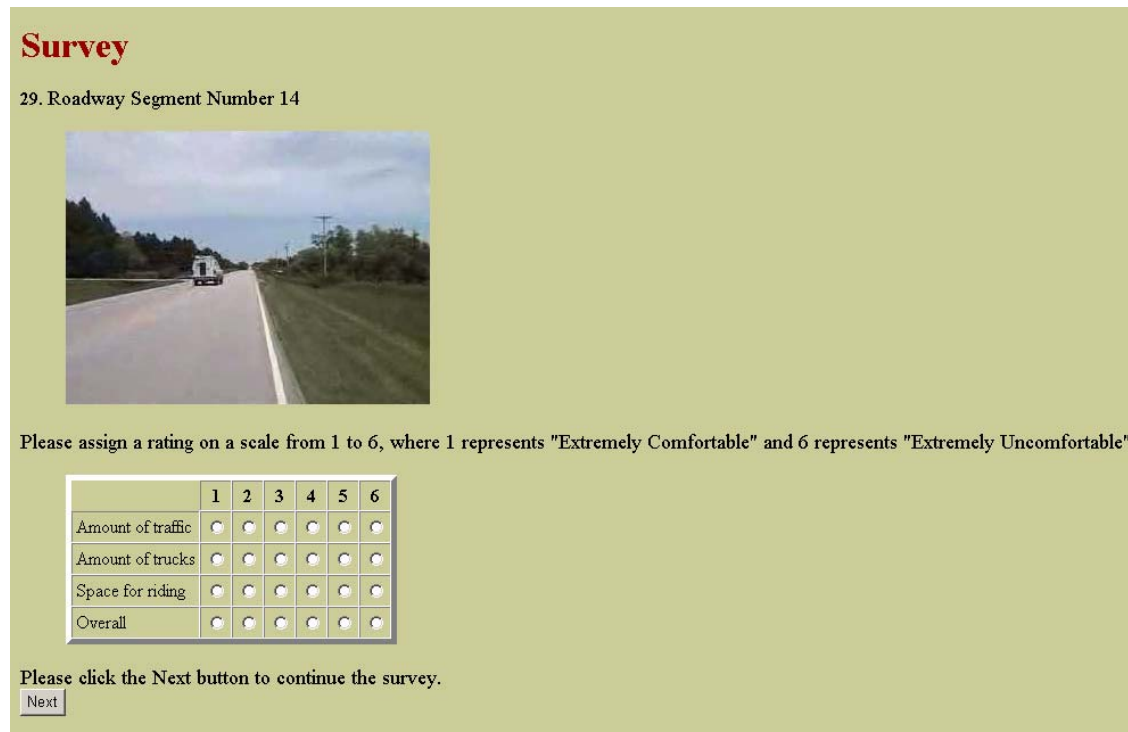 Survey
29. Roadway Segment Number 14
Please assign a rating on a scale from 1 to 6, where 1 represents "Extremely Comfortable" and 6 represents "Extremely Uncomfortable"
1 2 3 4 5 6
Amount of traffic
Amount of trucks
Space for riding
Overall
Please click the Next button to continue the survey.
Next